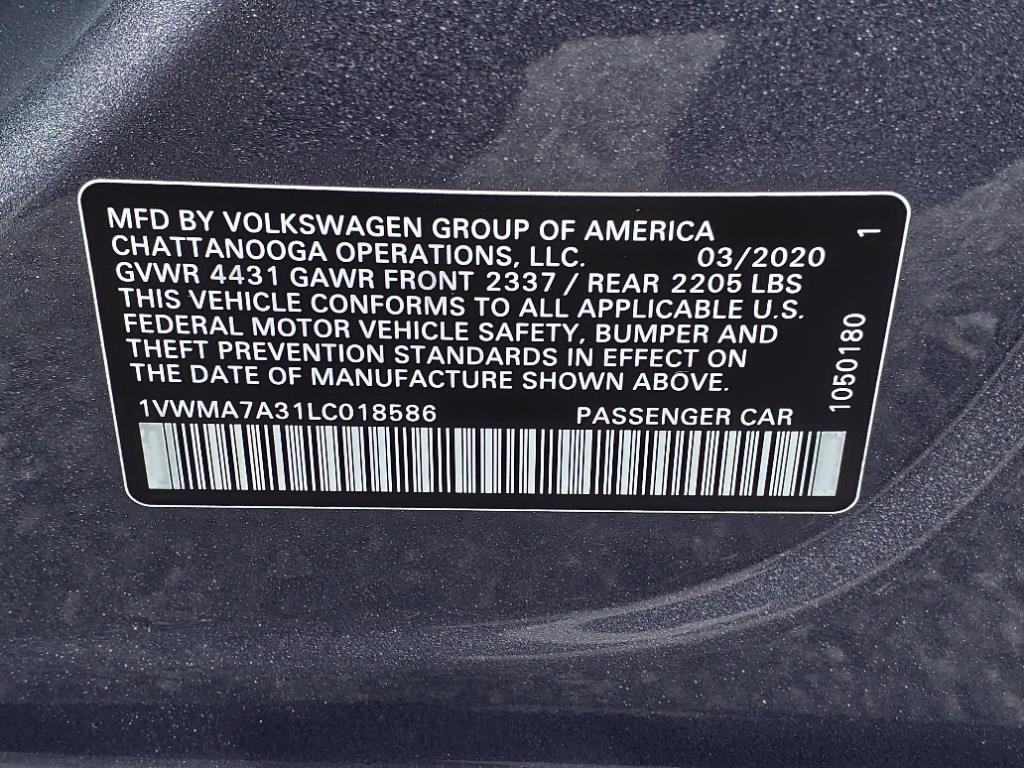 MFD BY VOLKSWAGEN GROUP OF AMERICA
CHATTANOOGA OPERATIONS, LLC. 03/2020
GVWR 4431 GAWR FRONT 2337 / REAR 2205 LBS
THIS VEHICLE CONFORMS TO ALL APPLICABLE U.S.
FEDERAL MOTOR VEHICLE SAFETY, BUMPER AND
THEFT PREVENTION STANDARDS IN EFFECT ON
THE DATE OF MANUFACTURE SHOWN ABOVE.
1VWMA7A31LC018586 PASSENGER CAR
1050180 1